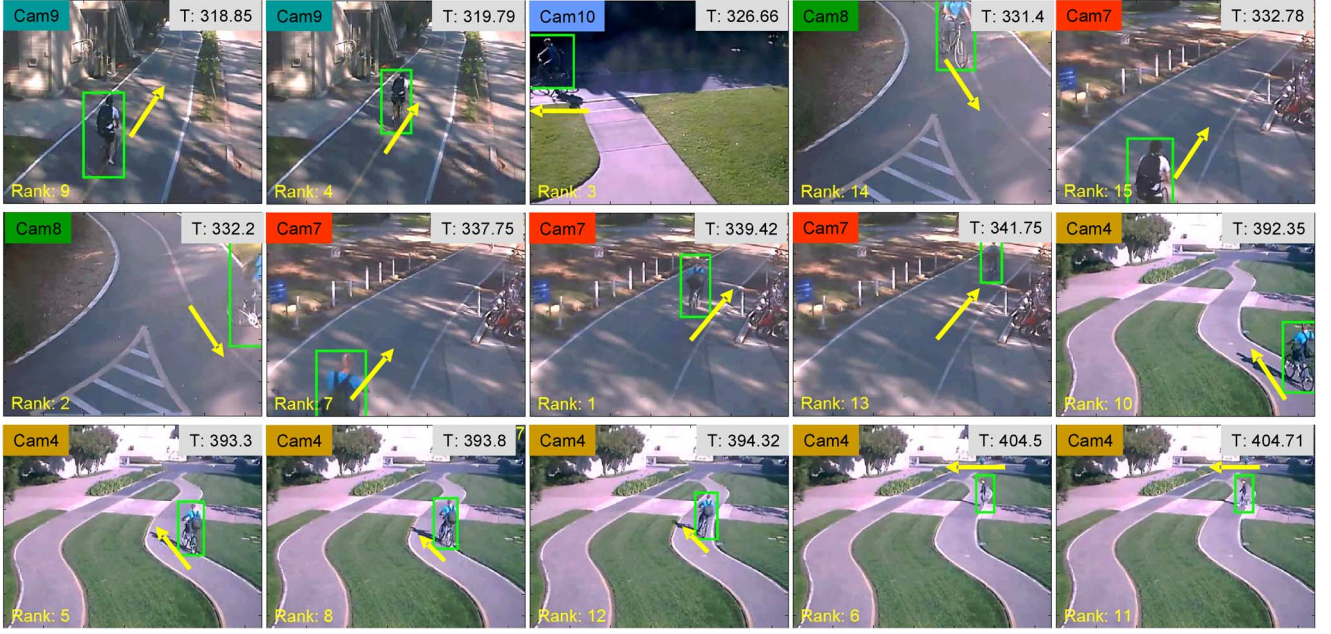 Cam9 T: 318.85
Rank: 9
Cam9 T: 319.79
Rank: 4
Cam10 T: 326.66
Rank: 3
Cam8 T: 331.4
Rank: 14
Cam7 T: 332.78
Rank: 15
Cam8 T: 332.2
Rank: 2
Cam7 T: 337.75
Rank: 7
Cam7 T: 339.42
Rank: 1
Cam7 T: 341.75
Rank: 13
Cam4 T: 392.35
Rank: 10
Cam4 T: 393.3
Rank: 5
Cam4 T: 393.8 7
Rank: 8
Cam4 T: 394.32
Rank: 12
Cam4 T: 404.5
Rank: 6
Cam4 T: 404.71
Rank: 11